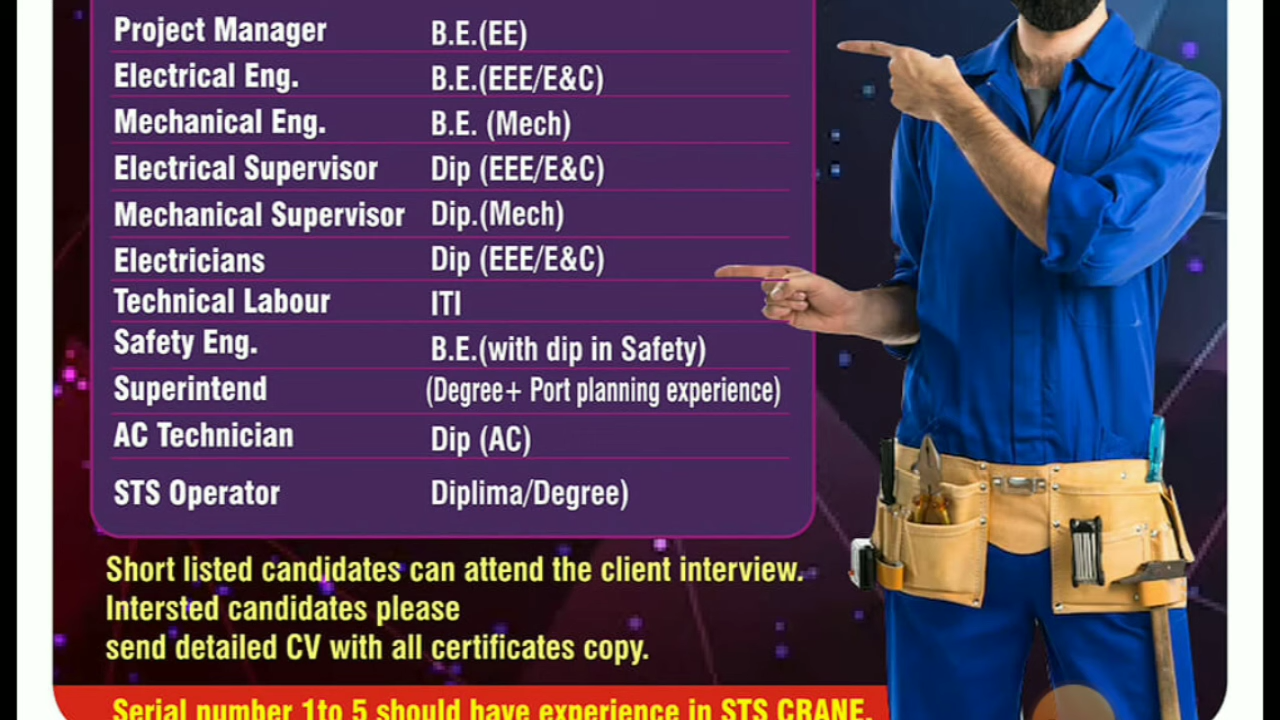 Project Manager B.E.(EE)
Electrical Eng. B.E.(EEE/E&C)
Mechanical Eng. B.E. (Mech)
Electrical Supervisor Dip (EEE/E&C)
Mechanical Supervisor Dip.(Mech)
Electricians Dip (EEE/E&C)
Technical Labour ITI
Safety Eng. B.E.(with dip in Safety)
Superintend (Degree+ Port planning experience)
AC Technician Dip (AC)
STS Operator Diplima/Degree)
Short listed candidates can attend the client interview.
Intersted candidates please
send detailed CV with all certificates copy.
Serial number 1to 5 should have experience in STS CRANE.